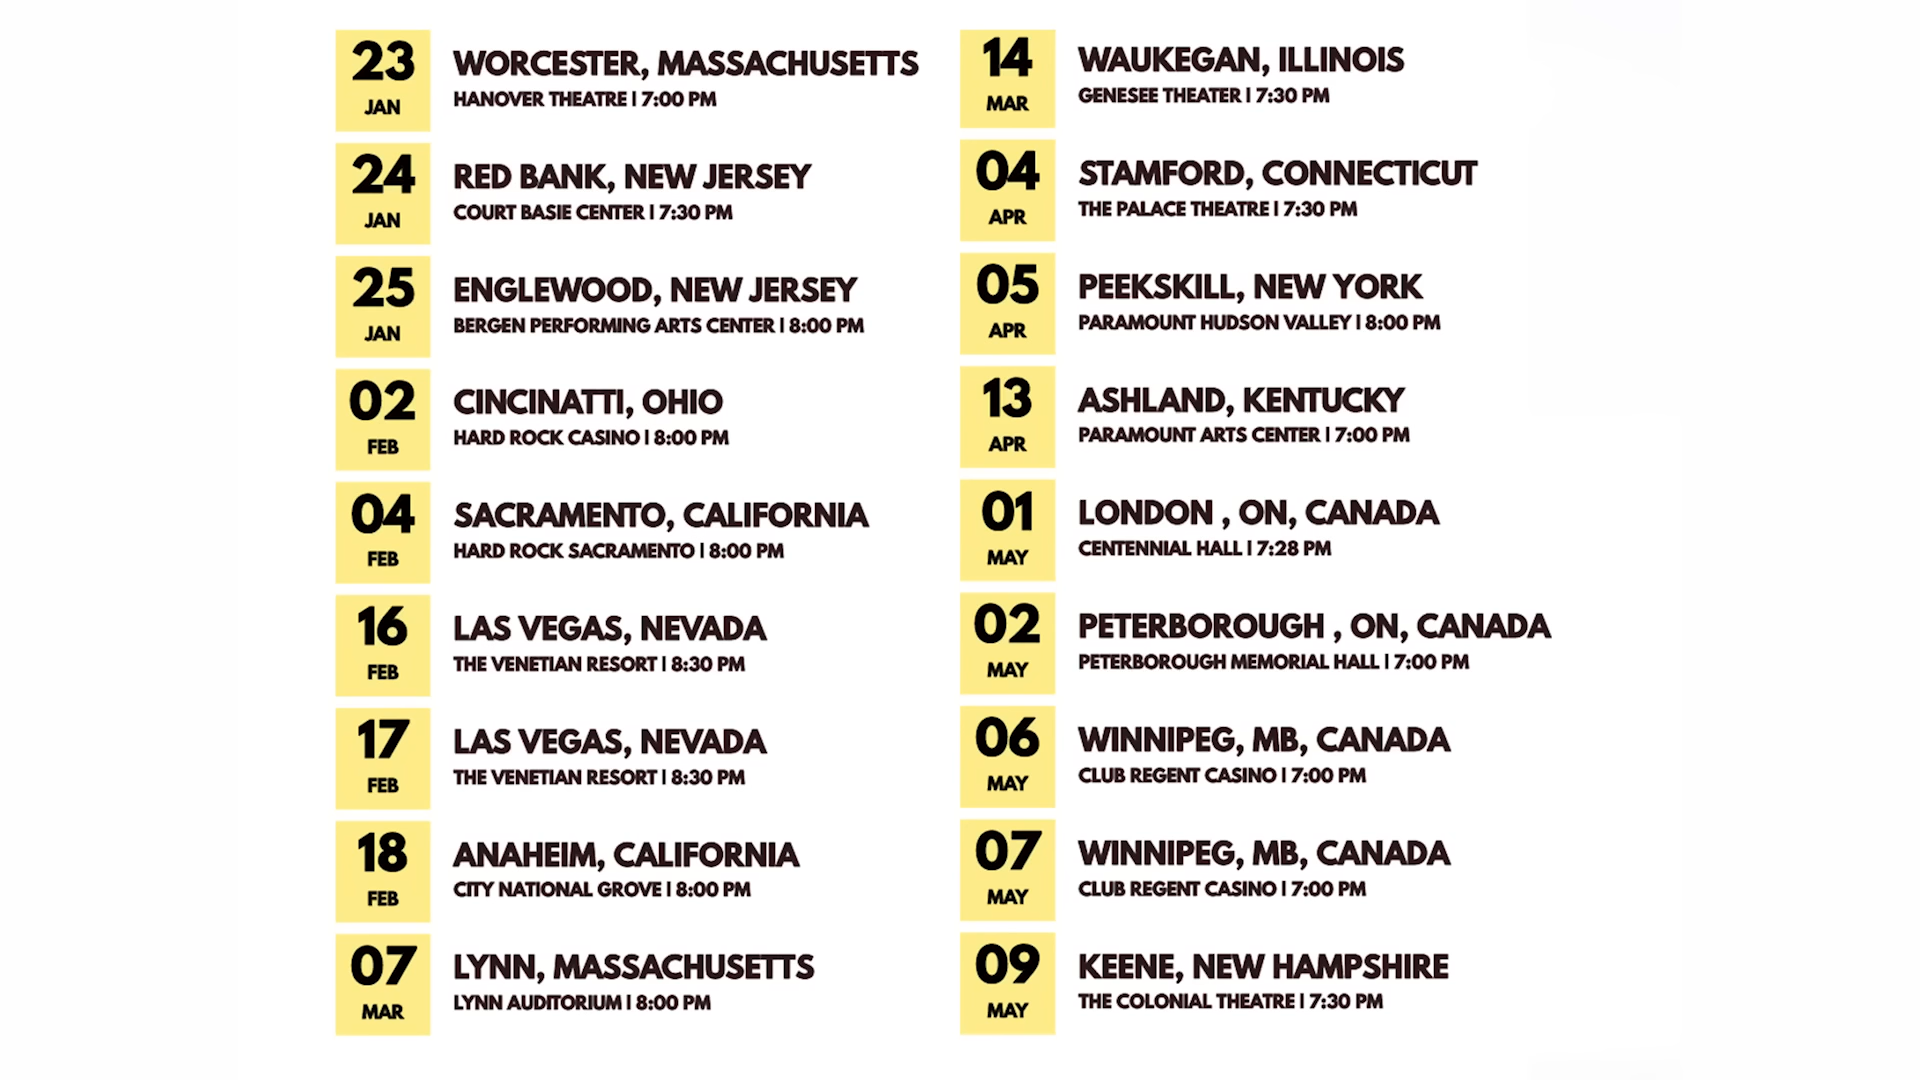 23
JAN
WORCESTER, MASSACHUSETTS
HANOVER THEATRE | 7:00 PM
24
JAN
RED BANK, NEW JERSEY
COURT BASIE CENTER | 7:30 PM
25
JAN
ENGLEWOOD, NEW JERSEY
BERGEN PERFORMING ARTS CENTER | 8:00 PM
02
FEB
CINCINATTI, OHIO
HARD ROCK CASINO | 8:00 PM
04
FEB
SACRAMENTO, CALIFORNIA
HARD ROCK SACRAMENTO | 8:00 PM
16
FEB
LAS VEGAS, NEVADA
THE VENETIAN RESORT | 8:30 PM
17
FEB
LAS VEGAS, NEVADA
THE VENETIAN RESORT | 8:30 PM
18
FEB
ANAHEIM, CALIFORNIA
CITY NATIONAL GROVE | 8:00 PM
07
MAR
LYNN, MASSACHUSETTS
LYNN AUDITORIUM | 8:00 PM
14
MAR
WAUKEGAN, ILLINOIS
GENESEE THEATER | 7:30 PM
04
APR
STAMFORD, CONNECTICUT
THE PALACE THEATRE | 7:30 PM
05
APR
PEEKSKILL, NEW YORK
PARAMOUNT HUDSON VALLEY | 8:00 PM
13
APR
ASHLAND, KENTUCKY
PARAMOUNT ARTS CENTER | 7:00 PM
01
MAY
LONDON , ON, CANADA
CENTENNIAL HALL | 7:28 PM
02
MAY
PETERBOROUGH , ON, CANADA
PETERBOROUGH MEMORIAL HALL | 7:00 PM
06
MAY
WINNIPEG, MB, CANADA
CLUB REGENT CASINO | 7:00 PM
07
MAY
WINNIPEG, MB, CANADA
CLUB REGENT CASINO | 7:00 PM
09
MAY
KEENE, NEW HAMPSHIRE
THE COLONIAL THEATRE | 7:30 PM